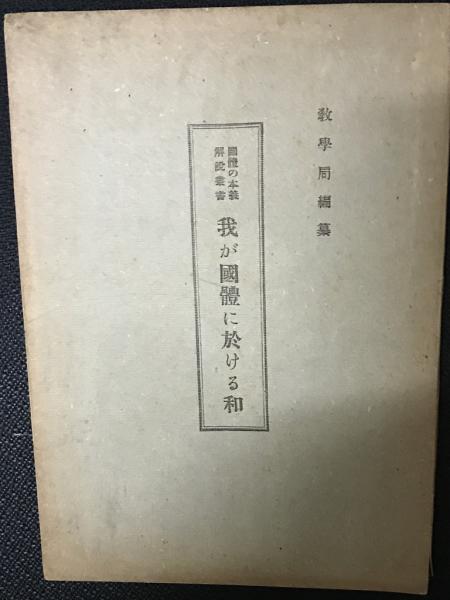 教學局編纂
國體の本義
解說叢書
我が國體に於ける和